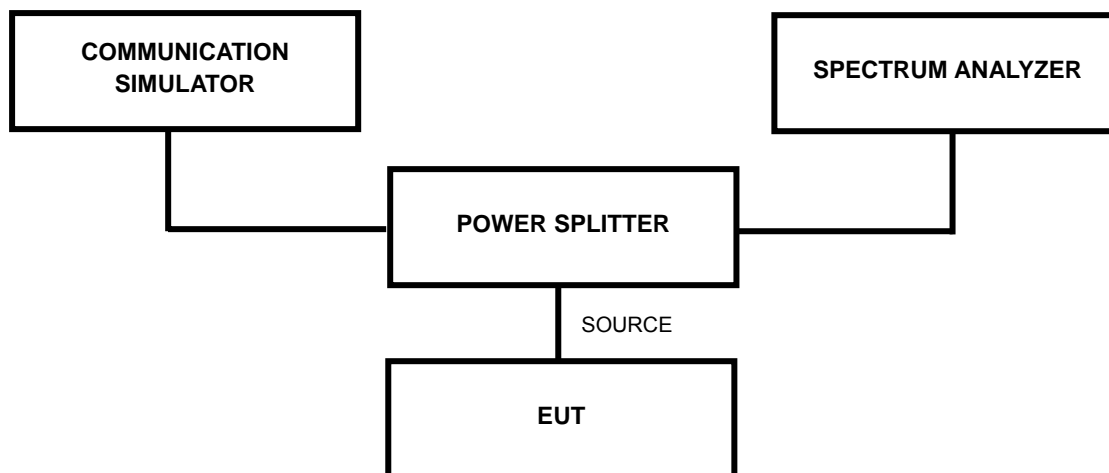 COMMUNICATION
SIMULATOR
SPECTRUM ANALYZER
POWER SPLITTER
SOURCE
EUT